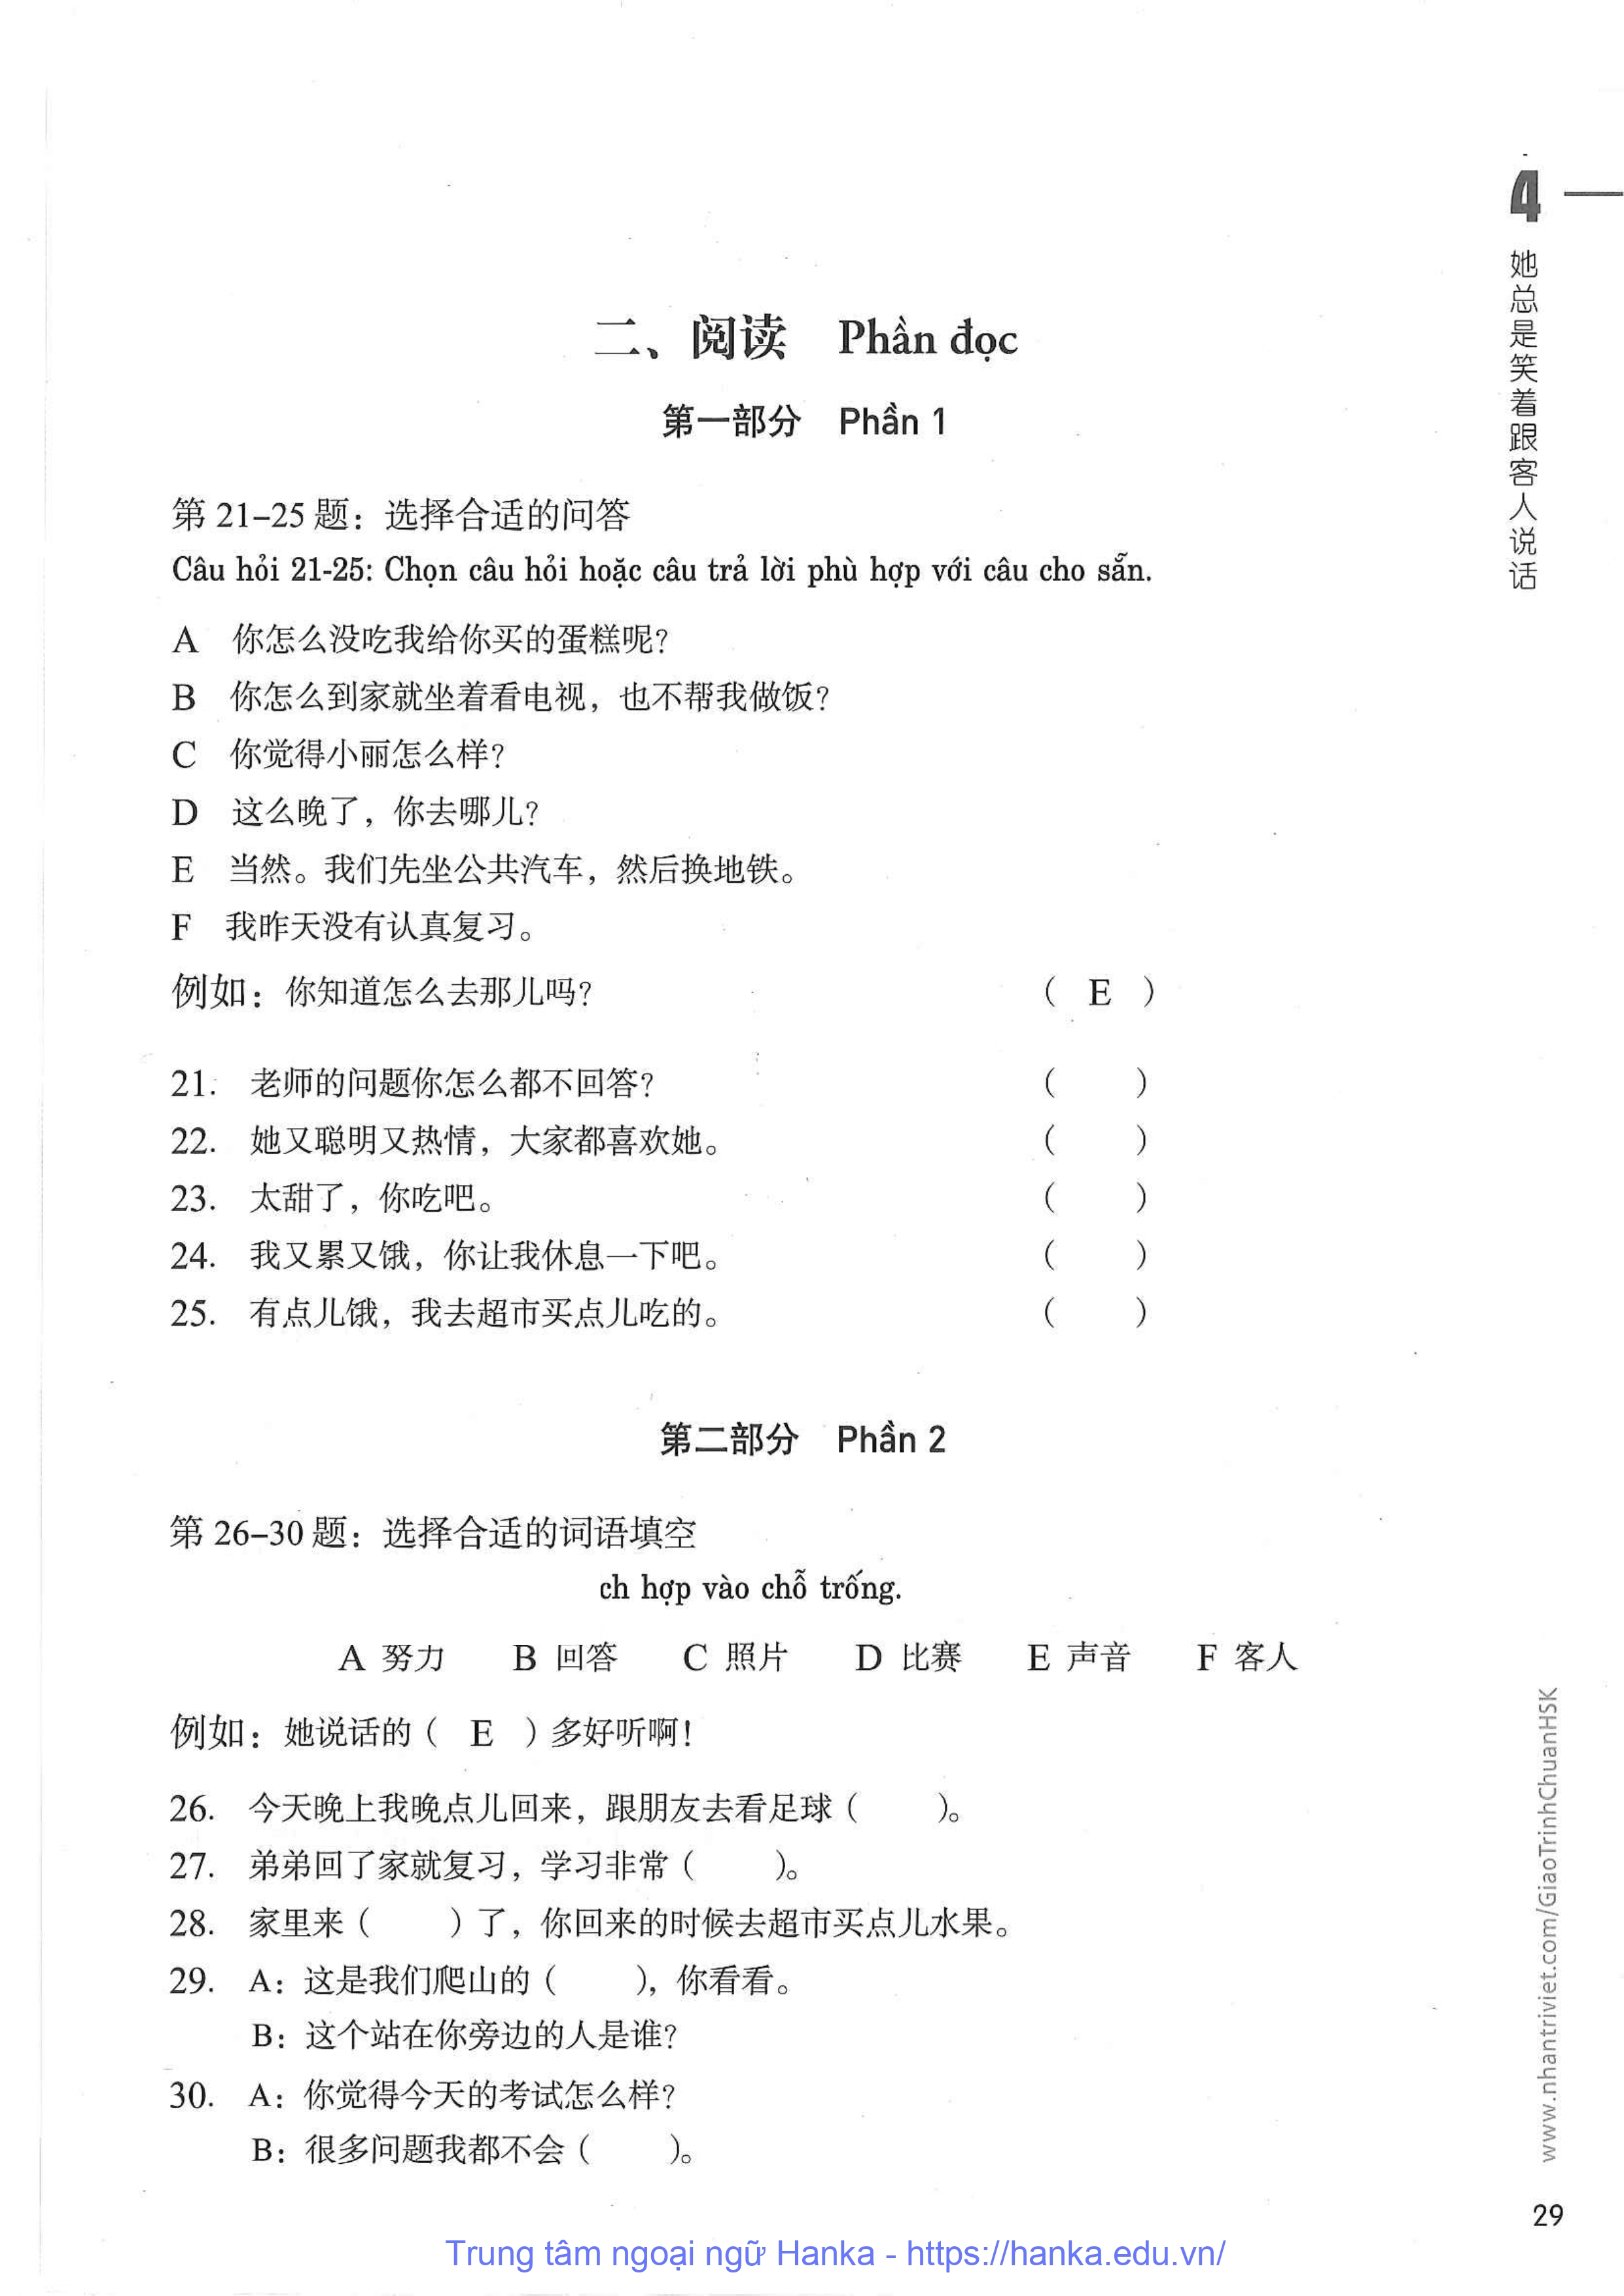 4
她总是笑着跟客人说话
二、阅读 Phần đọc
第一部分 Phần 1
第 21-25 题：选择合适的问答
Câu hỏi 21-25: Chọn câu hỏi hoặc câu trả lời phù hợp với câu cho sẵn.
A 你怎么没吃我给你买的蛋糕呢？
B 你怎么到家就坐着看电视，也不帮我做饭？
C 你觉得小丽怎么样？
D 这么晚了，你去哪儿？
E 当然。我们先坐公共汽车，然后换地铁。
F 我昨天没有认真复习。
例如：你知道怎么去那儿吗？ （ E ）
21. 老师的问题你怎么都不回答？ （ ）
22. 她又聪明又热情，大家都喜欢她。 （ ）
23. 太甜了，你吃吧。 （ ）
24. 我又累又饿，你让我休息一下吧。 （ ）
25. 有点儿饿，我去超市买点儿吃的。 （ ）
第二部分 Phần 2
第 26-30 题：选择合适的词语填空
ch hợp vào chỗ trống.
A 努力 B 回答 C 照片 D 比赛 E 声音 F 客人
例如：她说话的（ E ）多好听啊！
26. 今天晚上我晚点儿回来，跟朋友去看足球（ ）。
27. 弟弟回了家就复习，学习非常（ ）。
28. 家里来（ ）了，你回来的时候去超市买点儿水果。
29. A：这是我们爬山的（ ），你看看。
B：这个站在你旁边的人是谁？
30. A：你觉得今天的考试怎么样？
B：很多问题我都不会（ ）。
www.nhantriviet.com/GiaoTrinhChuanHSK
29
Trung tâm ngoại ngữ Hanka - https://hanka.edu.vn/